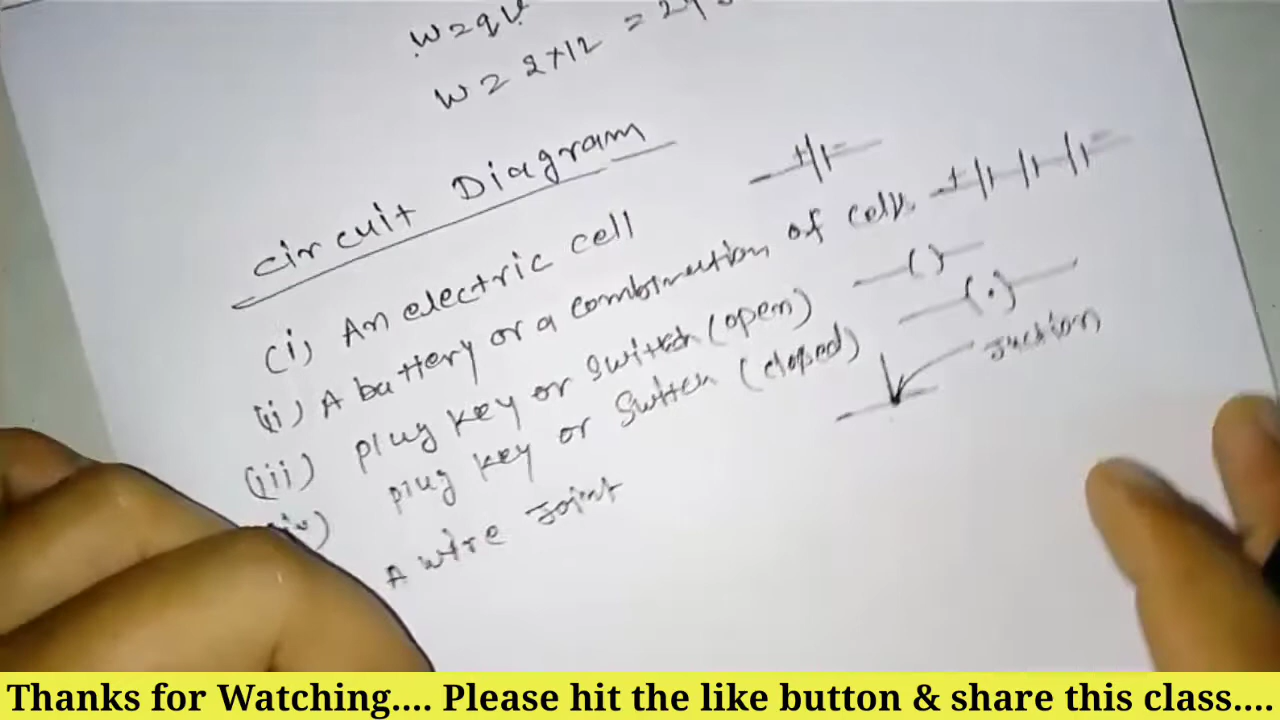 W=qV
W = 2×12 = 24
Circuit Diagram
(i) An electric cell + -
(ii) A battery or a combination of cells + -
(iii) plug key or switch (open) ( )
(iv) plug key or switch (closed) (•)
A wire Joint
Thanks for Watching.... Please hit the like button & share this class....